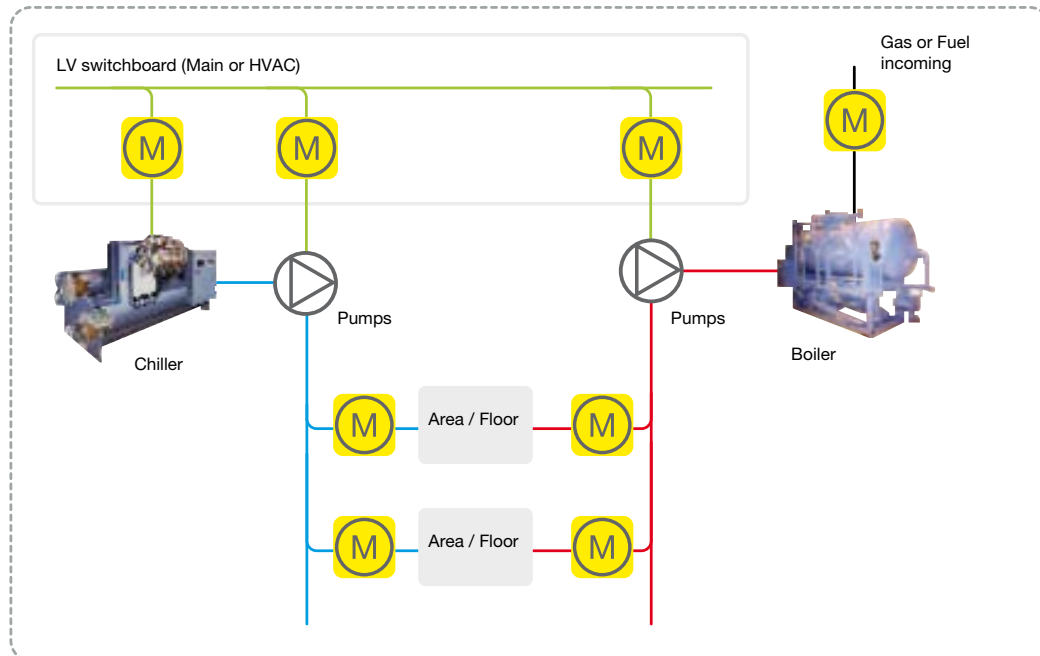 Gas or Fuel
incoming
LV switchboard (Main or HVAC)
M
M
M
M
Pumps
Pumps
Chiller
Boiler
M
Area / Floor
M
M
Area / Floor
M